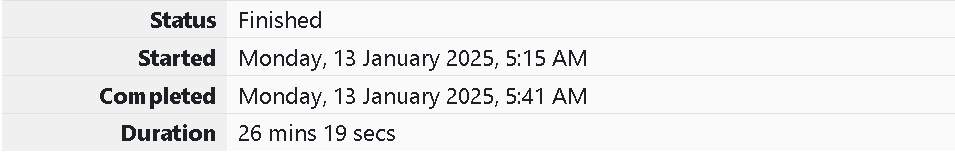 Status Finished
Started Monday, 13 January 2025, 5:15 AM
Completed Monday, 13 January 2025, 5:41 AM
Duration 26 mins 19 secs